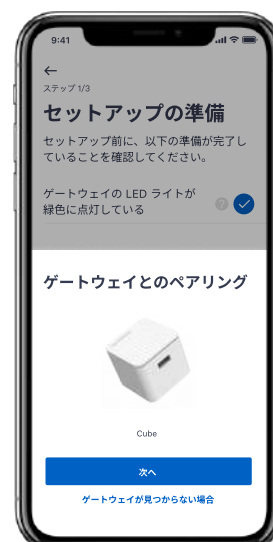 9:41
ステップ 1/3
セットアップの準備
セットアップ前に、以下の準備が完了し
ていることを確認してください。
ゲートウェイの LED ライトが
緑色に点灯している
?
ゲートウェイとのペアリング
Cube
次へ
ゲートウェイが見つからない場合